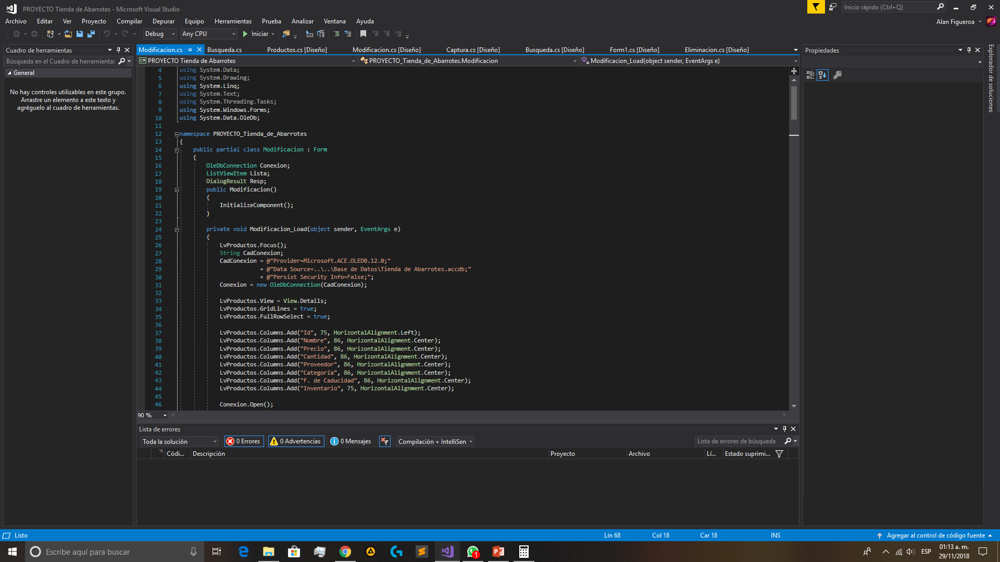 PROYECTO Tienda de Abarrotes - Microsoft Visual Studio
Inicio rápido (Ctrl+Q)
Archivo Editar Ver Proyecto Compilar Depurar Equipo Herramientas Prueba Analizar Ventana Ayuda
Alan Figueroa
Debug Any CPU Iniciar
Cuadro de herramientas
Búsqueda en el Cuadro de herramientas
General
No hay controles utilizables en este grupo.
Arrastre un elemento a este texto y
agréguelo al cuadro de herramientas.
Modificacion.cs Busqueda.cs Productos.cs [Diseño] Modificacion.cs [Diseño] Captura.cs [Diseño] Busqueda.cs [Diseño] Form1.cs [Diseño] Eliminacion.cs [Diseño]
PROYECTO Tienda de Abarrotes PROYECTO_Tienda_de_Abarrotes.Modificacion Modificacion_Load(object sender, EventArgs e)
4 using System.Data;
5 using System.Drawing;
6 using System.Linq;
7 using System.Text;
8 using System.Threading.Tasks;
9 using System.Windows.Forms;
10 using System.Data.OleDb;
11
12 namespace PROYECTO_Tienda_de_Abarrotes
13 {
14 public partial class Modificacion : Form
15 {
16 OleDbConnection Conexion;
17 ListViewItem Lista;
18 DialogResult Resp;
19 public Modificacion()
20 {
21 InitializeComponent();
22 }
23
24 private void Modificacion_Load(object sender, EventArgs e)
25 {
26 LvProductos.Focus();
27 String CadConexion;
28 CadConexion = @"Provider=Microsoft.ACE.OLEDB.12.0;"
29 + @"Data Source=..\..\Base de Datos\Tienda de Abarrotes.accdb;"
30 + @"Persist Security Info=False;";
31 Conexion = new OleDbConnection(CadConexion);
32
33 LvProductos.View = View.Details;
34 LvProductos.GridLines = true;
35 LvProductos.FullRowSelect = true;
36
37 LvProductos.Columns.Add("Id", 75, HorizontalAlignment.Left);
38 LvProductos.Columns.Add("Nombre", 86, HorizontalAlignment.Center);
39 LvProductos.Columns.Add("Precio", 86, HorizontalAlignment.Center);
40 LvProductos.Columns.Add("Cantidad", 86, HorizontalAlignment.Center);
41 LvProductos.Columns.Add("Proveedor", 86, HorizontalAlignment.Center);
42 LvProductos.Columns.Add("Categoría", 86, HorizontalAlignment.Center);
43 LvProductos.Columns.Add("F. de Caducidad", 86, HorizontalAlignment.Center);
44 LvProductos.Columns.Add("Inventario", 75, HorizontalAlignment.Center);
45
46 Conexion.Open();
90 %
Propiedades
Explorador de soluciones
Lista de errores
Toda la solución 0 Errores 0 Advertencias 0 Mensajes Compilación + IntelliSen Lista de errores de búsqueda
Códi... Descripción Proyecto Archivo Lí... Estado suprimi...
Listo Lín 68 Col 18 Car 18 INS Agregar al control de código fuente
Escribe aquí para buscar
1
ESP
01:13 a. m.
29/11/2018